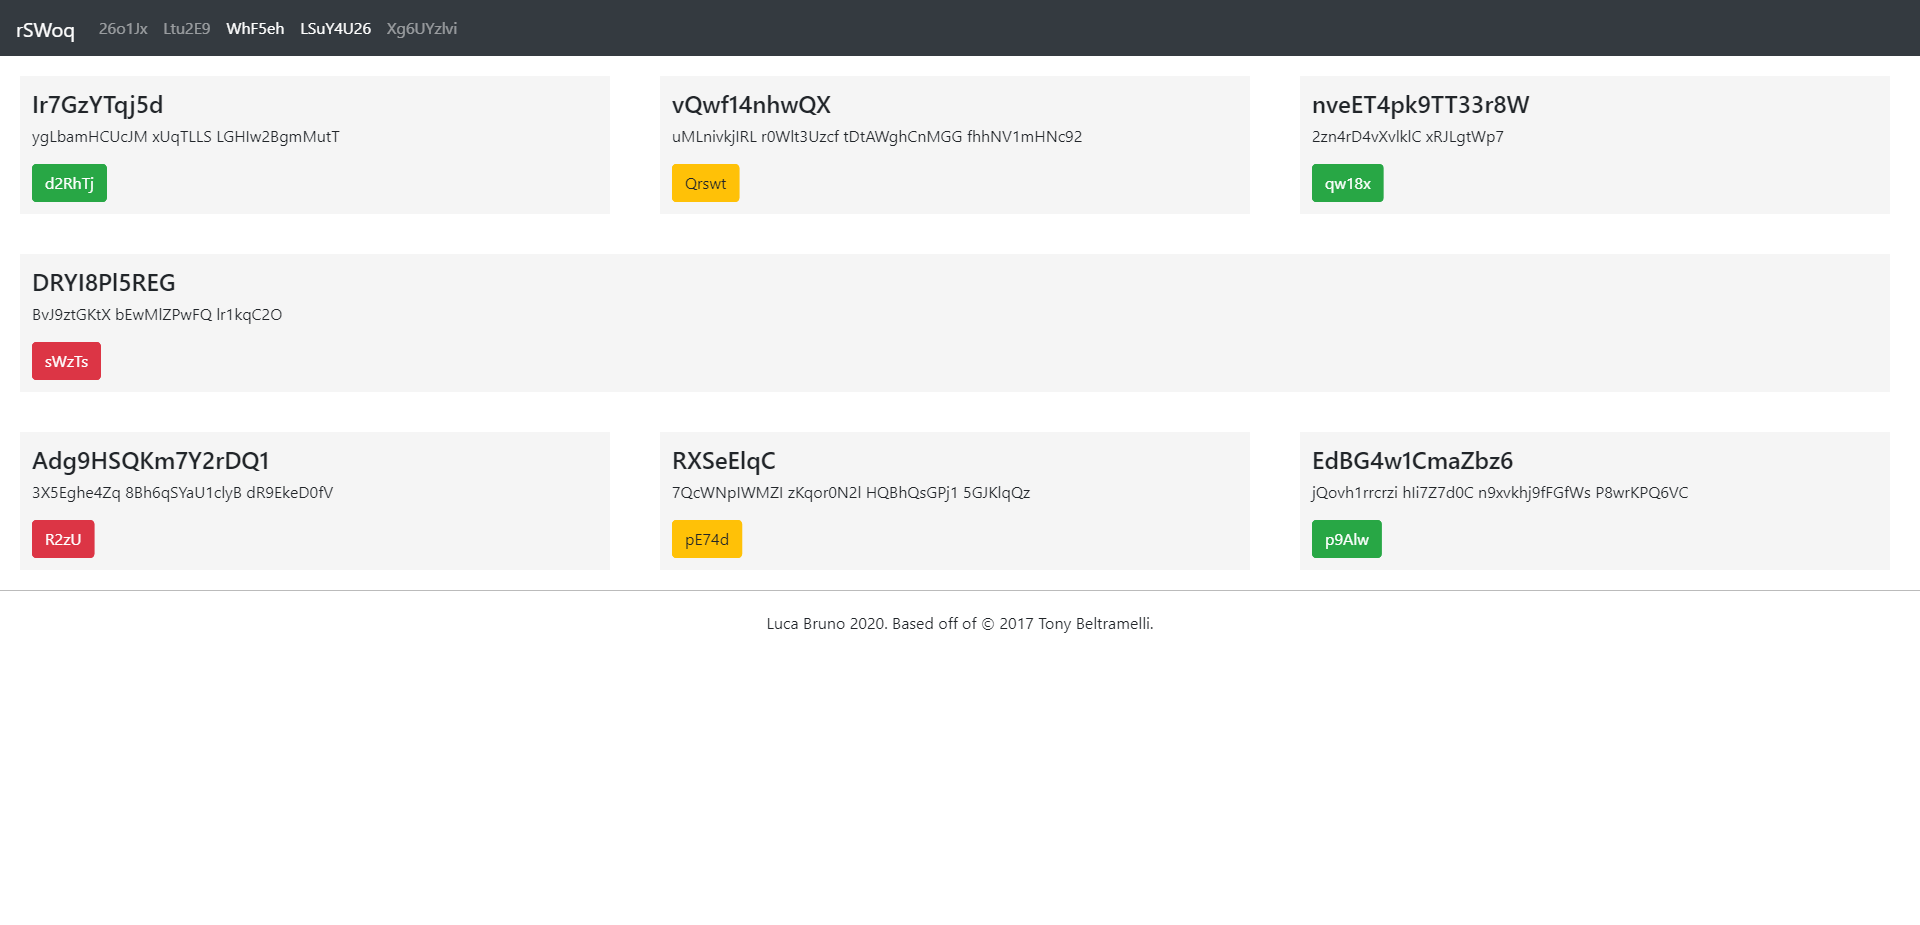 rSWoq 26o1Jx Ltu2E9 WhF5eh LSuY4U26 Xg6UYzlvi
Ir7GzYTqj5d
ygLbamHCUcJM xUqTLLS LGHIw2BgmMutT
d2RhTj
vQwf14nhwQX
uMLnivkjIRL r0Wlt3Uzcf tDtAWghCnMGG fhhNV1mHNc92
Qrswt
nveET4pk9TT33r8W
2zn4rD4vXvlklC xRJLgtWp7
qw18x
DRYI8Pl5REG
BvJ9ztGKtX bEwMlZPwFQ lr1kqC2O
sWzTs
Adg9HSQKm7Y2rDQ1
3X5Eghe4Zq 8Bh6qSYaU1clyB dR9EkeD0fV
R2zU
RXSeElqC
7QcWNpIWMZI zKqor0N2l HQBhQsGPj1 5GJKlqQz
pE74d
EdBG4w1CmaZbz6
jQovh1rrcrzi hIi7Z7d0C n9xvkhj9fFGfWs P8wrKPQ6VC
p9Alw
Luca Bruno 2020. Based off of © 2017 Tony Beltramelli.